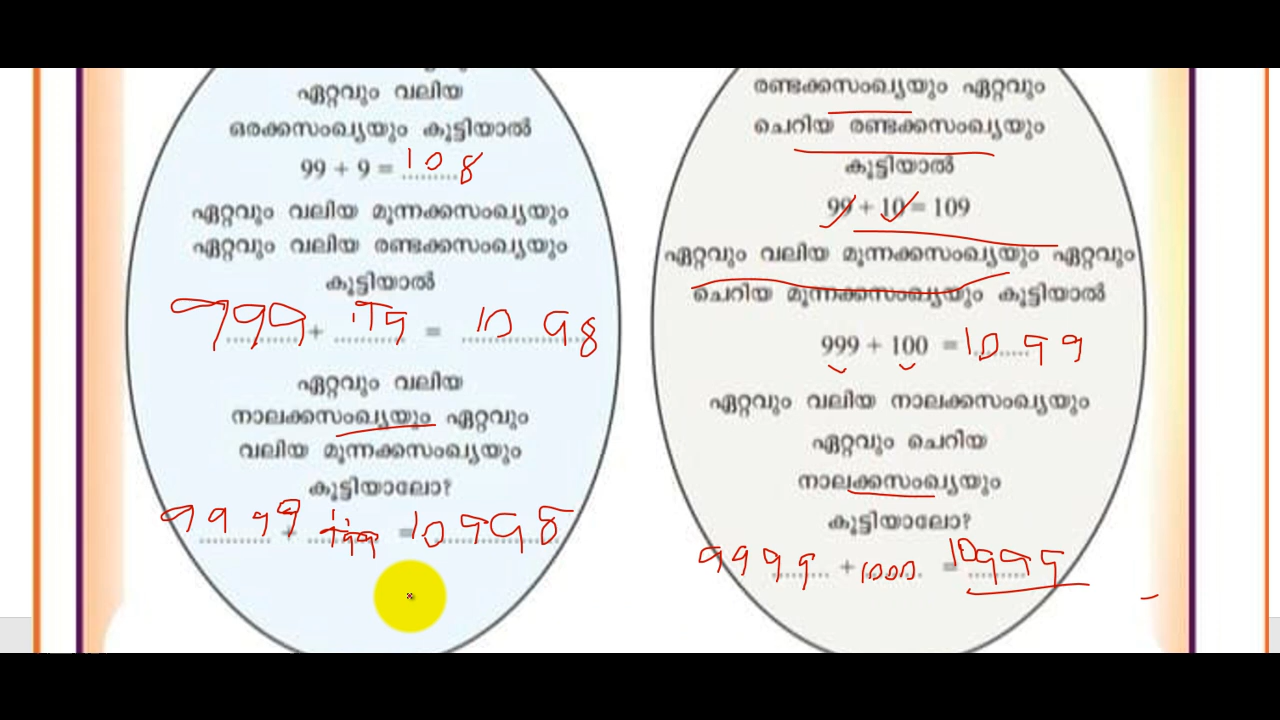 ഏറ്റവും വലിയ
ഒരക്കസംഖ്യയും കൂട്ടിയാൽ
99 + 9 = 108
ഏറ്റവും വലിയ മൂന്നക്കസംഖ്യയും
ഏറ്റവും വലിയ രണ്ടക്കസംഖ്യയും
കൂട്ടിയാൽ
999 + 99 = 1098
ഏറ്റവും വലിയ
നാലക്കസംഖ്യയും ഏറ്റവും
വലിയ മൂന്നക്കസംഖ്യയും
കൂട്ടിയാലോ?
9999 + 999 = 10998
രണ്ടക്കസംഖ്യയും ഏറ്റവും
ചെറിയ രണ്ടക്കസംഖ്യയും
കൂട്ടിയാൽ
99 + 10 = 109
ഏറ്റവും വലിയ മൂന്നക്കസംഖ്യയും ഏറ്റവും
ചെറിയ മൂന്നക്കസംഖ്യയും കൂട്ടിയാൽ
999 + 100 = 1099
ഏറ്റവും വലിയ നാലക്കസംഖ്യയും
ഏറ്റവും ചെറിയ
നാലക്കസംഖ്യയും
കൂട്ടിയാലോ?
9999 + 1000 = 10999